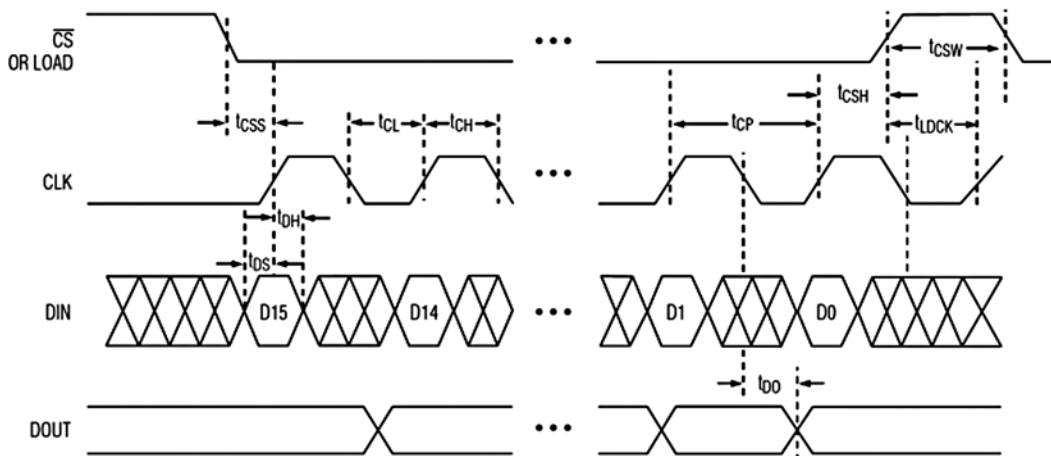 CS
OR LOAD
tCSS
tCL
tCH
tCP
tCSH
tCSW
tLDCK
CLK
tDH
tDS
DIN
D15
D14
D1
D0
tDO
DOUT